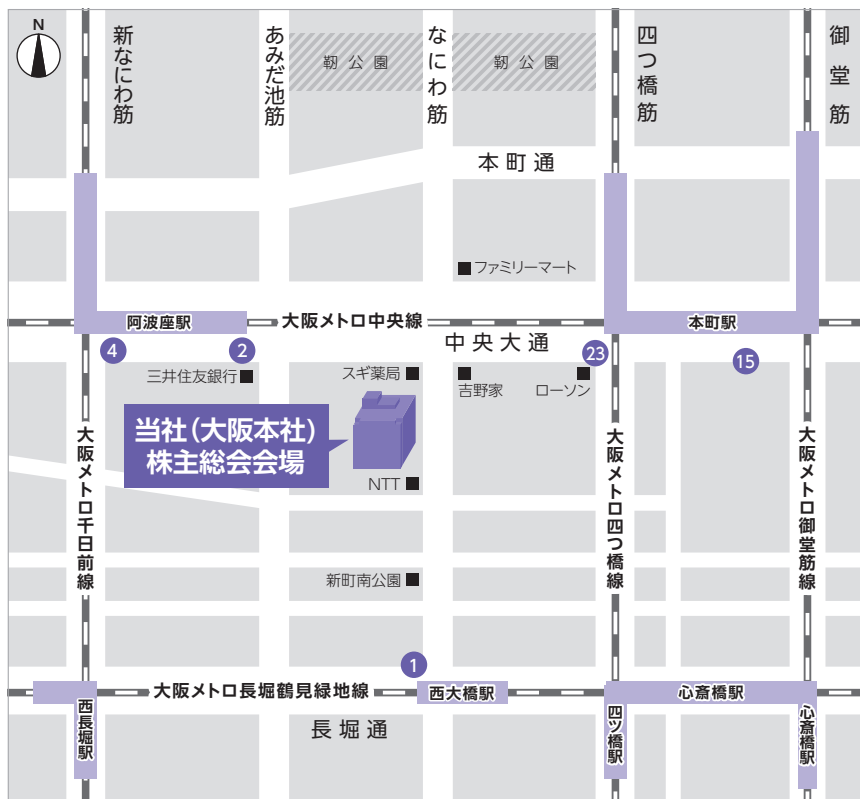 N
新なにわ筋
あみだ池筋
なにわ筋
四つ橋筋
御堂筋
靭公園
靭公園
本町通
ファミリーマート
阿波座駅
大阪メトロ中央線
本町駅
中央大通
4
2
23
15
三井住友銀行
スギ薬局
吉野家
ローソン
当社(大阪本社)
株主総会会場
NTT
大阪メトロ千日前線
大阪メトロ四つ橋線
大阪メトロ御堂筋線
新町南公園
1
大阪メトロ長堀鶴見緑地線
西大橋駅
心斎橋駅
西長堀駅
長堀通
四ツ橋駅
心斎橋駅